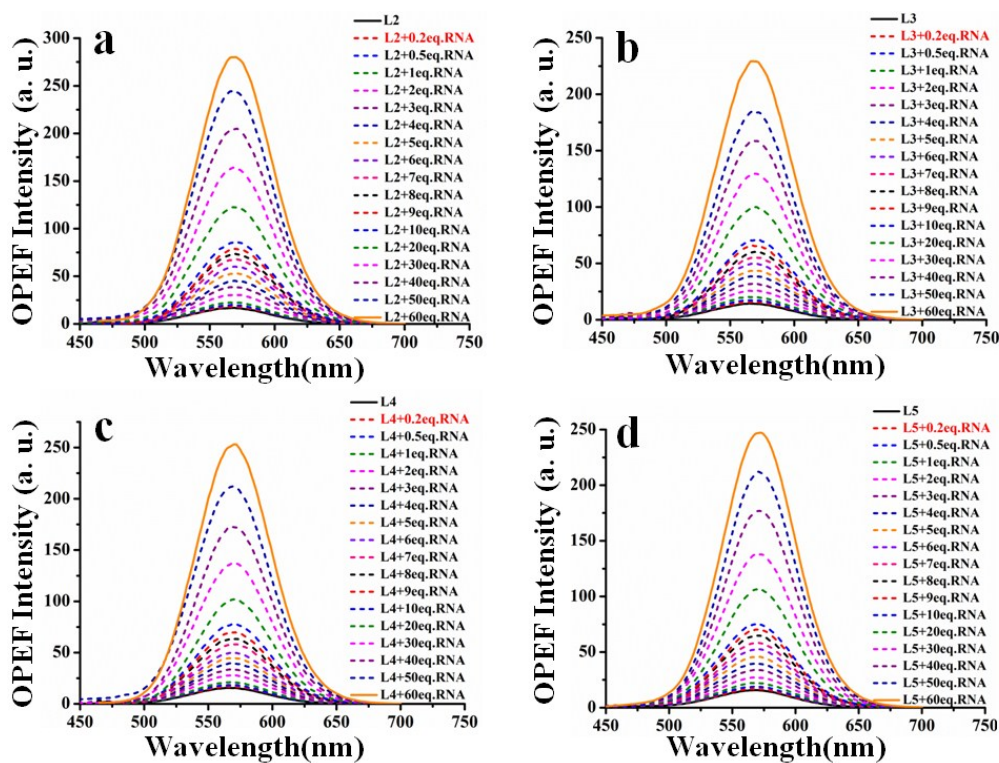 a
OPEF Intensity (a. u.)
300
250
200
150
100
50
0
450 500 550 600 650 700 750
Wavelength(nm)
L2
L2+0.2eq.RNA
L2+0.5eq.RNA
L2+1eq.RNA
L2+2eq.RNA
L2+3eq.RNA
L2+4eq.RNA
L2+5eq.RNA
L2+6eq.RNA
L2+7eq.RNA
L2+8eq.RNA
L2+9eq.RNA
L2+10eq.RNA
L2+20eq.RNA
L2+30eq.RNA
L2+40eq.RNA
L2+50eq.RNA
L2+60eq.RNA
b
OPEF Intensity (a. u.)
250
200
150
100
50
0
450 500 550 600 650 700 750
Wavelength(nm)
L3
L3+0.2eq.RNA
L3+0.5eq.RNA
L3+1eq.RNA
L3+2eq.RNA
L3+3eq.RNA
L3+4eq.RNA
L3+5eq.RNA
L3+6eq.RNA
L3+7eq.RNA
L3+8eq.RNA
L3+9eq.RNA
L3+10eq.RNA
L3+20eq.RNA
L3+30eq.RNA
L3+40eq.RNA
L3+50eq.RNA
L3+60eq.RNA
c
OPEF Intensity (a. u.)
250
200
150
100
50
0
450 500 550 600 650 700 750
Wavelength(nm)
L4
L4+0.2eq.RNA
L4+0.5eq.RNA
L4+1eq.RNA
L4+2eq.RNA
L4+3eq.RNA
L4+4eq.RNA
L4+5eq.RNA
L4+6eq.RNA
L4+7eq.RNA
L4+8eq.RNA
L4+9eq.RNA
L4+10eq.RNA
L4+20eq.RNA
L4+30eq.RNA
L4+40eq.RNA
L4+50eq.RNA
L4+60eq.RNA
d
OPEF Intensity (a. u.)
250
200
150
100
50
0
450 500 550 600 650 700 750
Wavelength(nm)
L5
L5+0.2eq.RNA
L5+0.5eq.RNA
L5+1eq.RNA
L5+2eq.RNA
L5+3eq.RNA
L5+4eq.RNA
L5+5eq.RNA
L5+6eq.RNA
L5+7eq.RNA
L5+8eq.RNA
L5+9eq.RNA
L5+10eq.RNA
L5+20eq.RNA
L5+30eq.RNA
L5+40eq.RNA
L5+50eq.RNA
L5+60eq.RNA